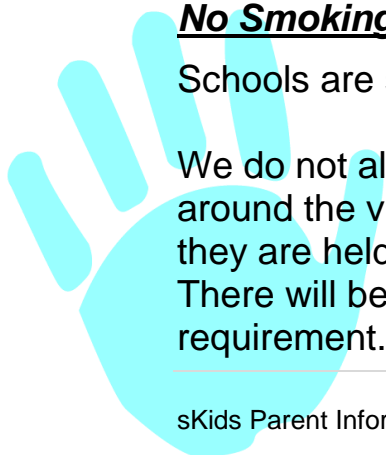 No Smoking
Schools are
We do not al
around the v
they are held
There will be
requirement.
sKids Parent Infor